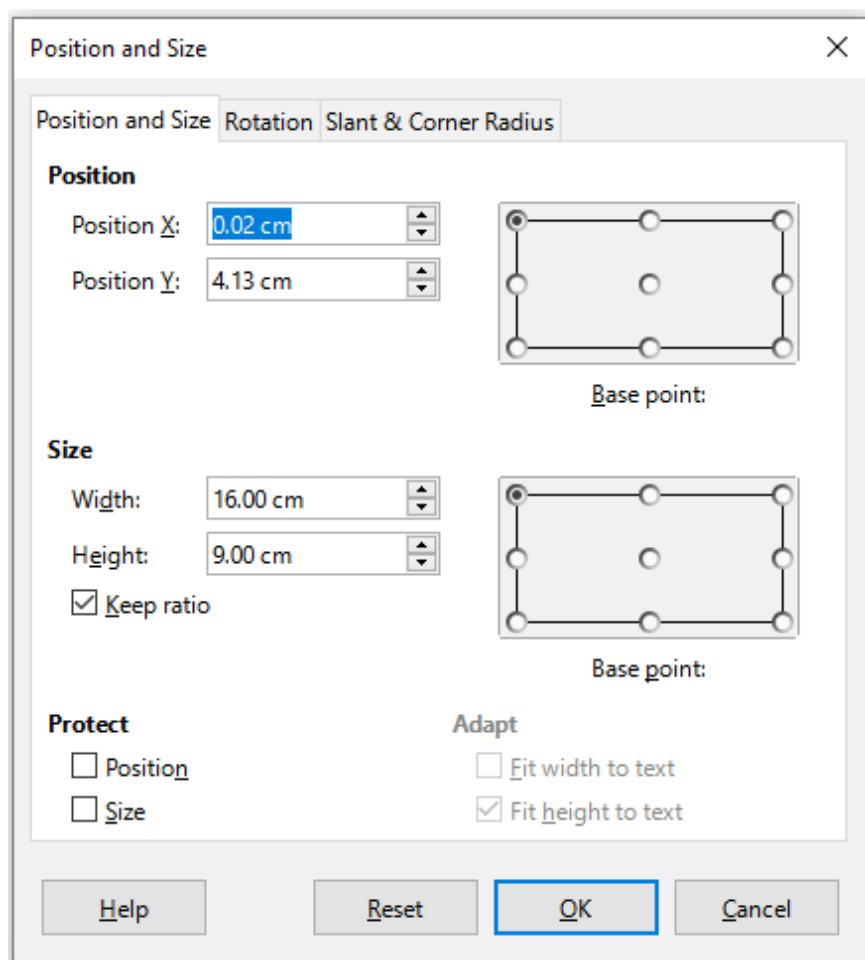 Position and Size
Position and Size Rotation Slant & Corner Radius
Position
Position X: 0.02 cm
Position Y: 4.13 cm
Base point:
Size
Width: 16.00 cm
Height: 9.00 cm
Keep ratio
Base point:
Protect Adapt
Position Fit width to text
Size Fit height to text
Help Reset OK Cancel